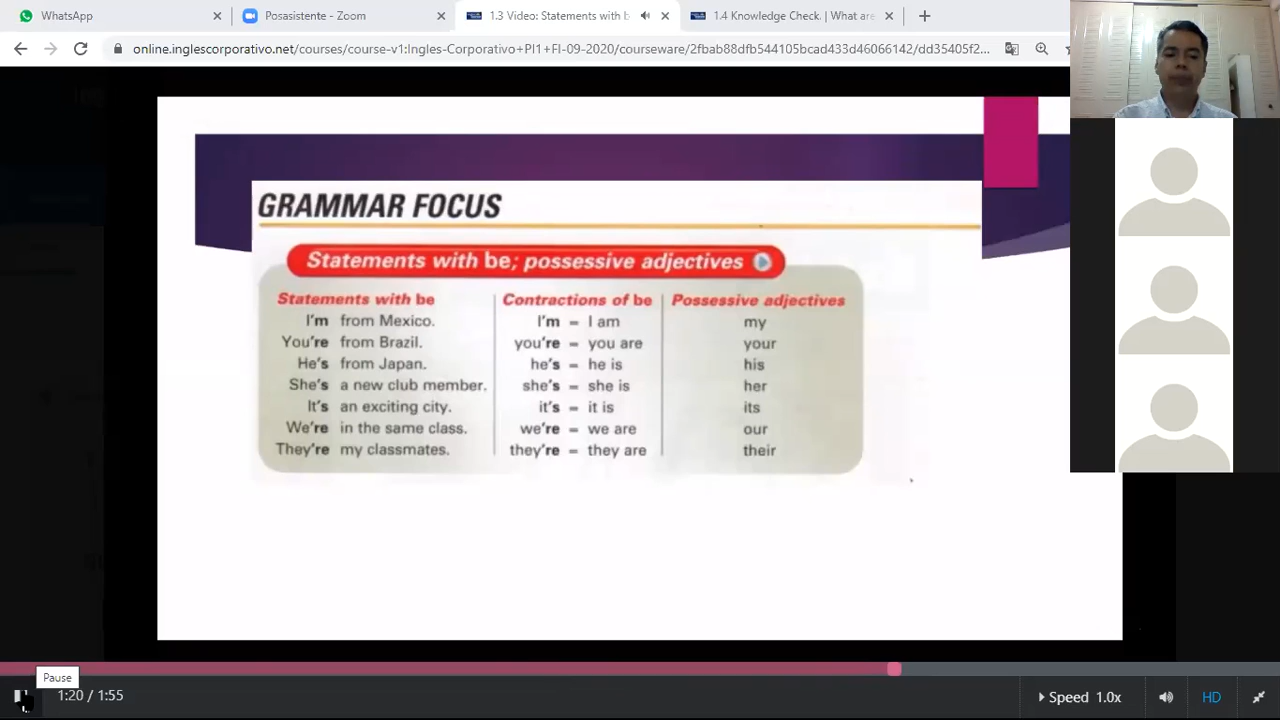 WhatsApp
Posasistente - Zoom
1.3 Video: Statements with b
1.4 Knowledge Check. | What are
online.inglescorporativo.net/courses/course-v1:Ingles-Corporativo+PI1+FI-09-2020/courseware/2fbab88dfb544105bcad433d46066142/dd35405f2...
GRAMMAR FOCUS
Statements with be; possessive adjectives
Statements with be Contractions of be Possessive adjectives
I'm from Mexico. I'm = I am my
You're from Brazil. you're = you are your
He's from Japan. he's = he is his
She's a new club member. she's = she is her
It's an exciting city. it's = it is its
We're in the same class. we're = we are our
They're my classmates. they're = they are their
Pause
1:20 / 1:55
Speed 1.0x
HD